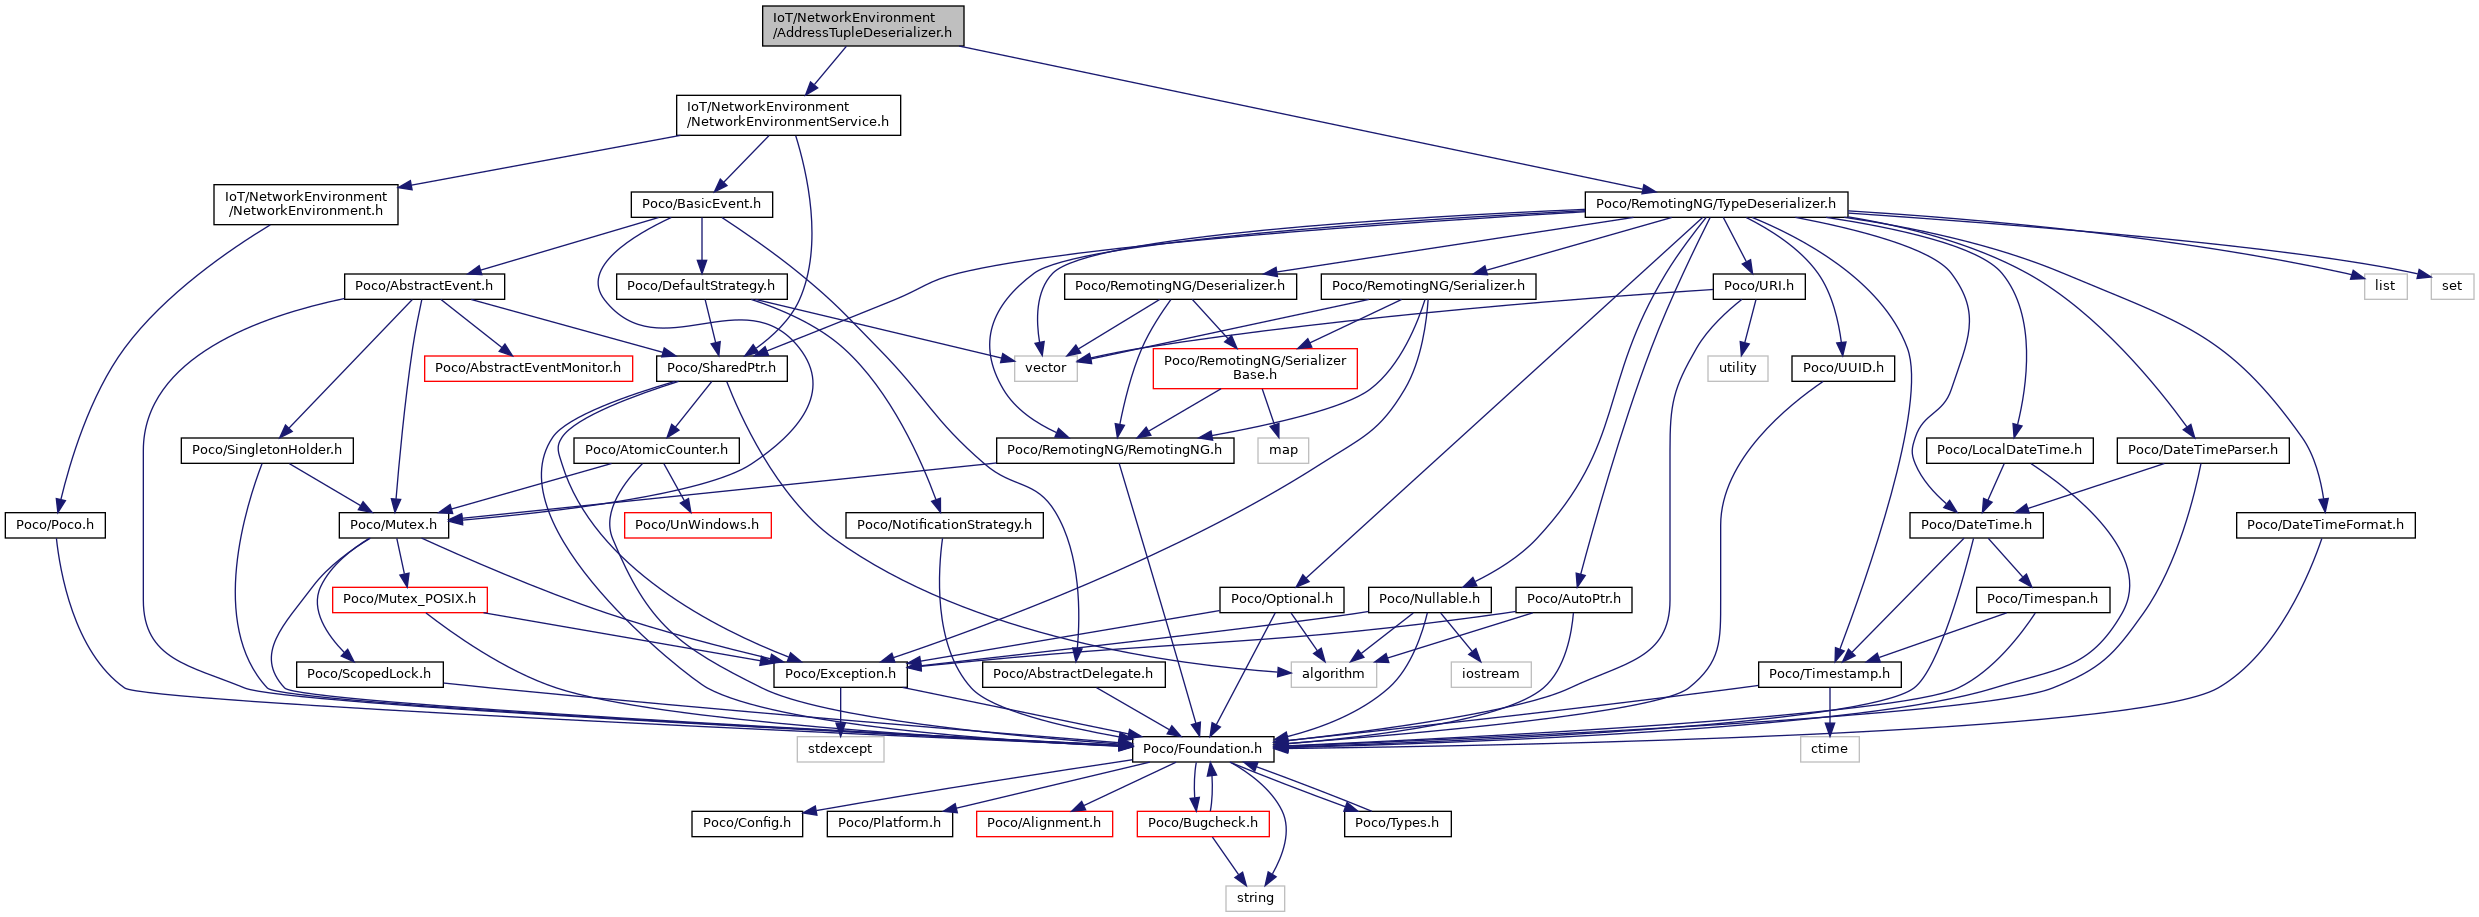 IoT/NetworkEnvironment
/AddressTupleDeserializer.h
IoT/NetworkEnvironment
/NetworkEnvironmentService.h
IoT/NetworkEnvironment
/NetworkEnvironment.h
Poco/BasicEvent.h
Poco/RemotingNG/TypeDeserializer.h
Poco/AbstractEvent.h
Poco/DefaultStrategy.h
Poco/RemotingNG/Deserializer.h
Poco/RemotingNG/Serializer.h
Poco/URI.h
list
set
Poco/AbstractEventMonitor.h
Poco/SharedPtr.h
vector
Poco/RemotingNG/Serializer
Base.h
utility
Poco/UUID.h
Poco/SingletonHolder.h
Poco/AtomicCounter.h
Poco/RemotingNG/RemotingNG.h
map
Poco/LocalDateTime.h
Poco/DateTimeParser.h
Poco/Poco.h
Poco/Mutex.h
Poco/UnWindows.h
Poco/NotificationStrategy.h
Poco/DateTime.h
Poco/DateTimeFormat.h
Poco/Mutex_POSIX.h
Poco/Optional.h
Poco/Nullable.h
Poco/AutoPtr.h
Poco/Timespan.h
Poco/ScopedLock.h
Poco/Exception.h
Poco/AbstractDelegate.h
algorithm
iostream
Poco/Timestamp.h
stdexcept
Poco/Foundation.h
ctime
Poco/Config.h
Poco/Platform.h
Poco/Alignment.h
Poco/Bugcheck.h
Poco/Types.h
string